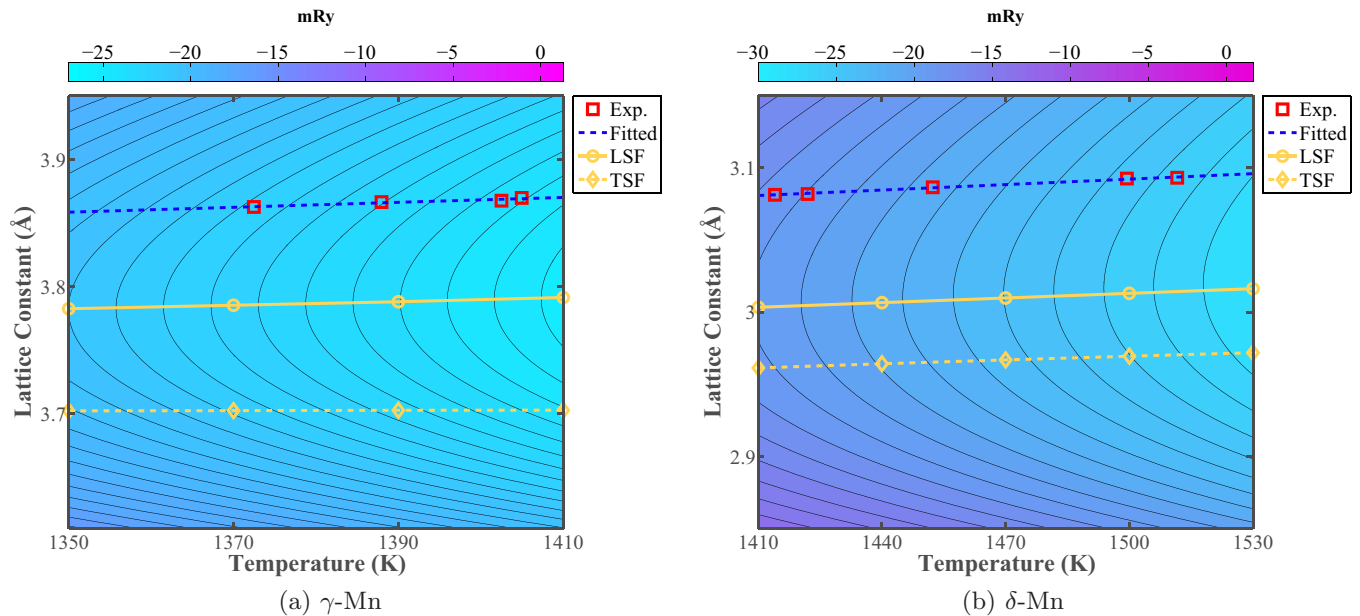 mRy
−25 −20 −15 −10 −5 0
Exp.
Fitted
LSF
TSF
3.9
3.8
3.7
Lattice Constant (Å)
1350 1370 1390 1410
Temperature (K)
(a) γ-Mn
mRy
−30 −25 −20 −15 −10 −5 0
Exp.
Fitted
LSF
TSF
3.1
3
2.9
Lattice Constant (Å)
1410 1440 1470 1500 1530
Temperature (K)
(b) δ-Mn